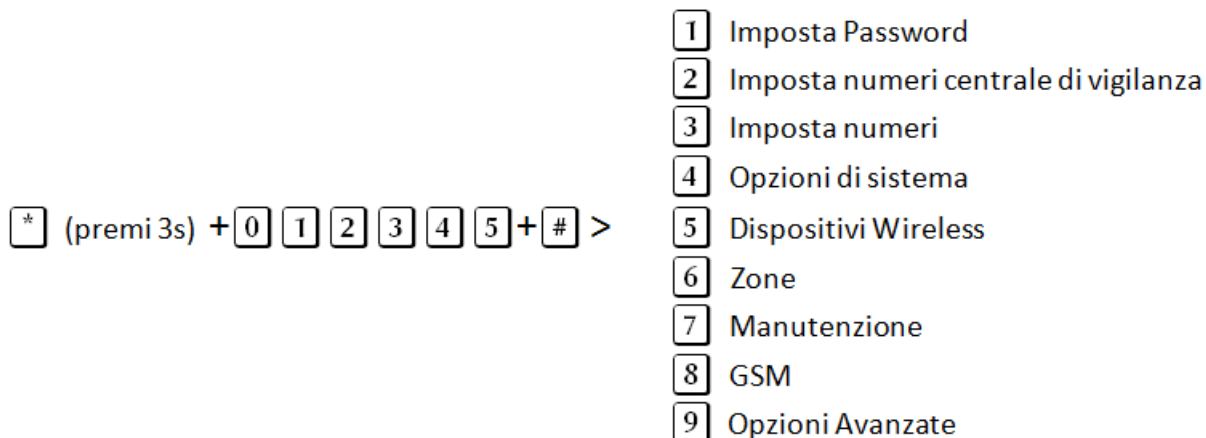 * (premi 3s) + 0 1 2 3 4 5 + # >
1 Imposta Password
2 Imposta numeri centrale di vigilanza
3 Imposta numeri
4 Opzioni di sistema
5 Dispositivi Wireless
6 Zone
7 Manutenzione
8 GSM
9 Opzioni Avanzate